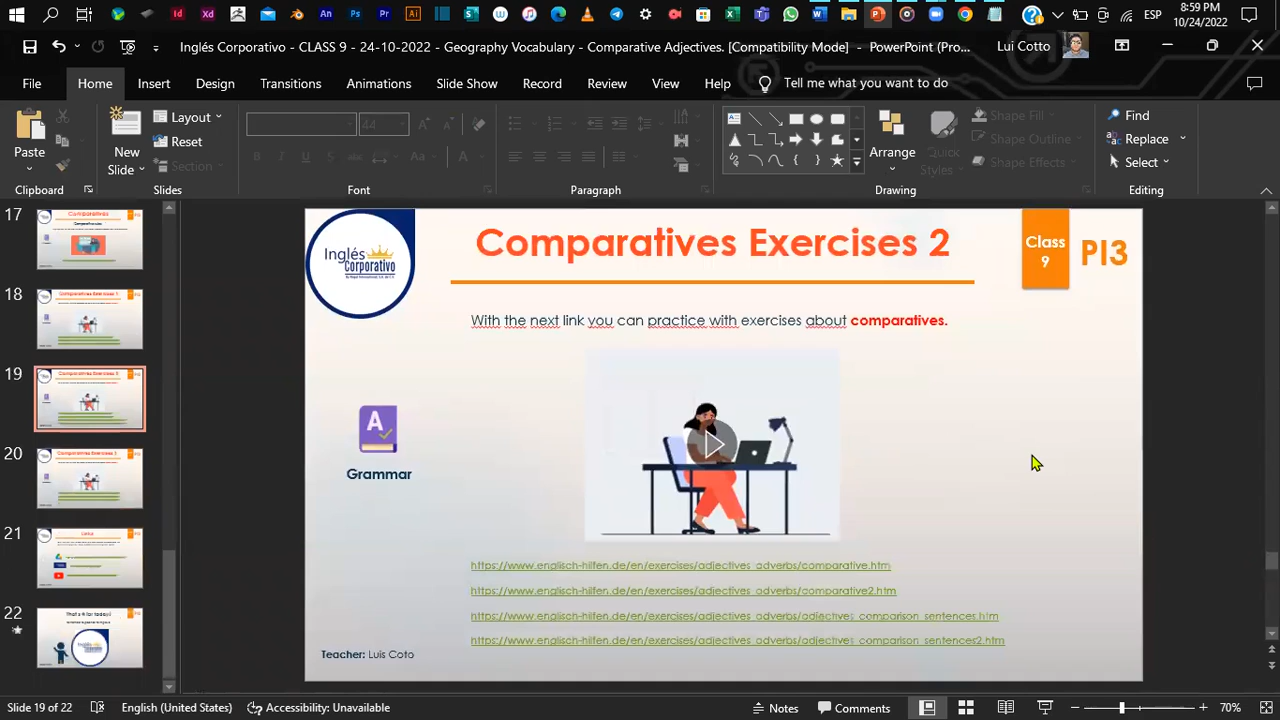 8:59 PM
ESP
10/24/2022
Inglés Corporativo - CLASS 9 - 24-10-2022 - Geography Vocabulary - Comparative Adjectives. [Compatibility Mode] - PowerPoint (Pro...
Lui Cotto
File Home Insert Design Transitions Animations Slide Show Record Review View Help Tell me what you want to do
Paste
New Slide
Layout
Reset
Section
44
Arrange
Quick Styles
Shape Fill
Shape Outline
Shape Effects
Find
Replace
Select
Clipboard Slides Font Paragraph Drawing Editing
17
18
19
20
21
22
Inglés
Corporativo
Comparatives Exercises 2
Class
9
PI3
With the next link you can practice with exercises about comparatives.
A
Grammar
https://www.englisch-hilfen.de/en/exercises/adjectives_adverbs/comparative.htm
https://www.englisch-hilfen.de/en/exercises/adjectives_adverbs/comparative2.htm
https://www.englisch-hilfen.de/en/exercises/adjectives_adverbs/adjectives_comparison_sentences.htm
https://www.englisch-hilfen.de/en/exercises/adjectives_adverbs/adjectives_comparison_sentences2.htm
Teacher: Luis Coto
Slide 19 of 22 English (United States) Accessibility: Unavailable Notes Comments 70%